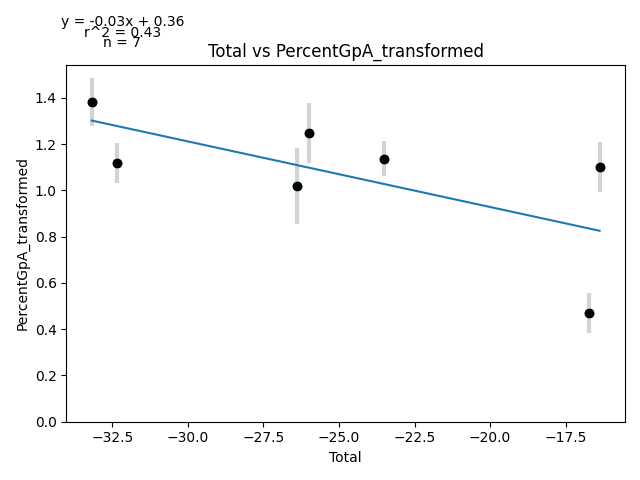 y = -0.03x + 0.36
r^2 = 0.43
n = 7
Total vs PercentGpA_transformed
PercentGpA_transformed
1.4
1.2
1.0
0.8
0.6
0.4
0.2
0.0
−32.5 −30.0 −27.5 −25.0 −22.5 −20.0 −17.5
Total